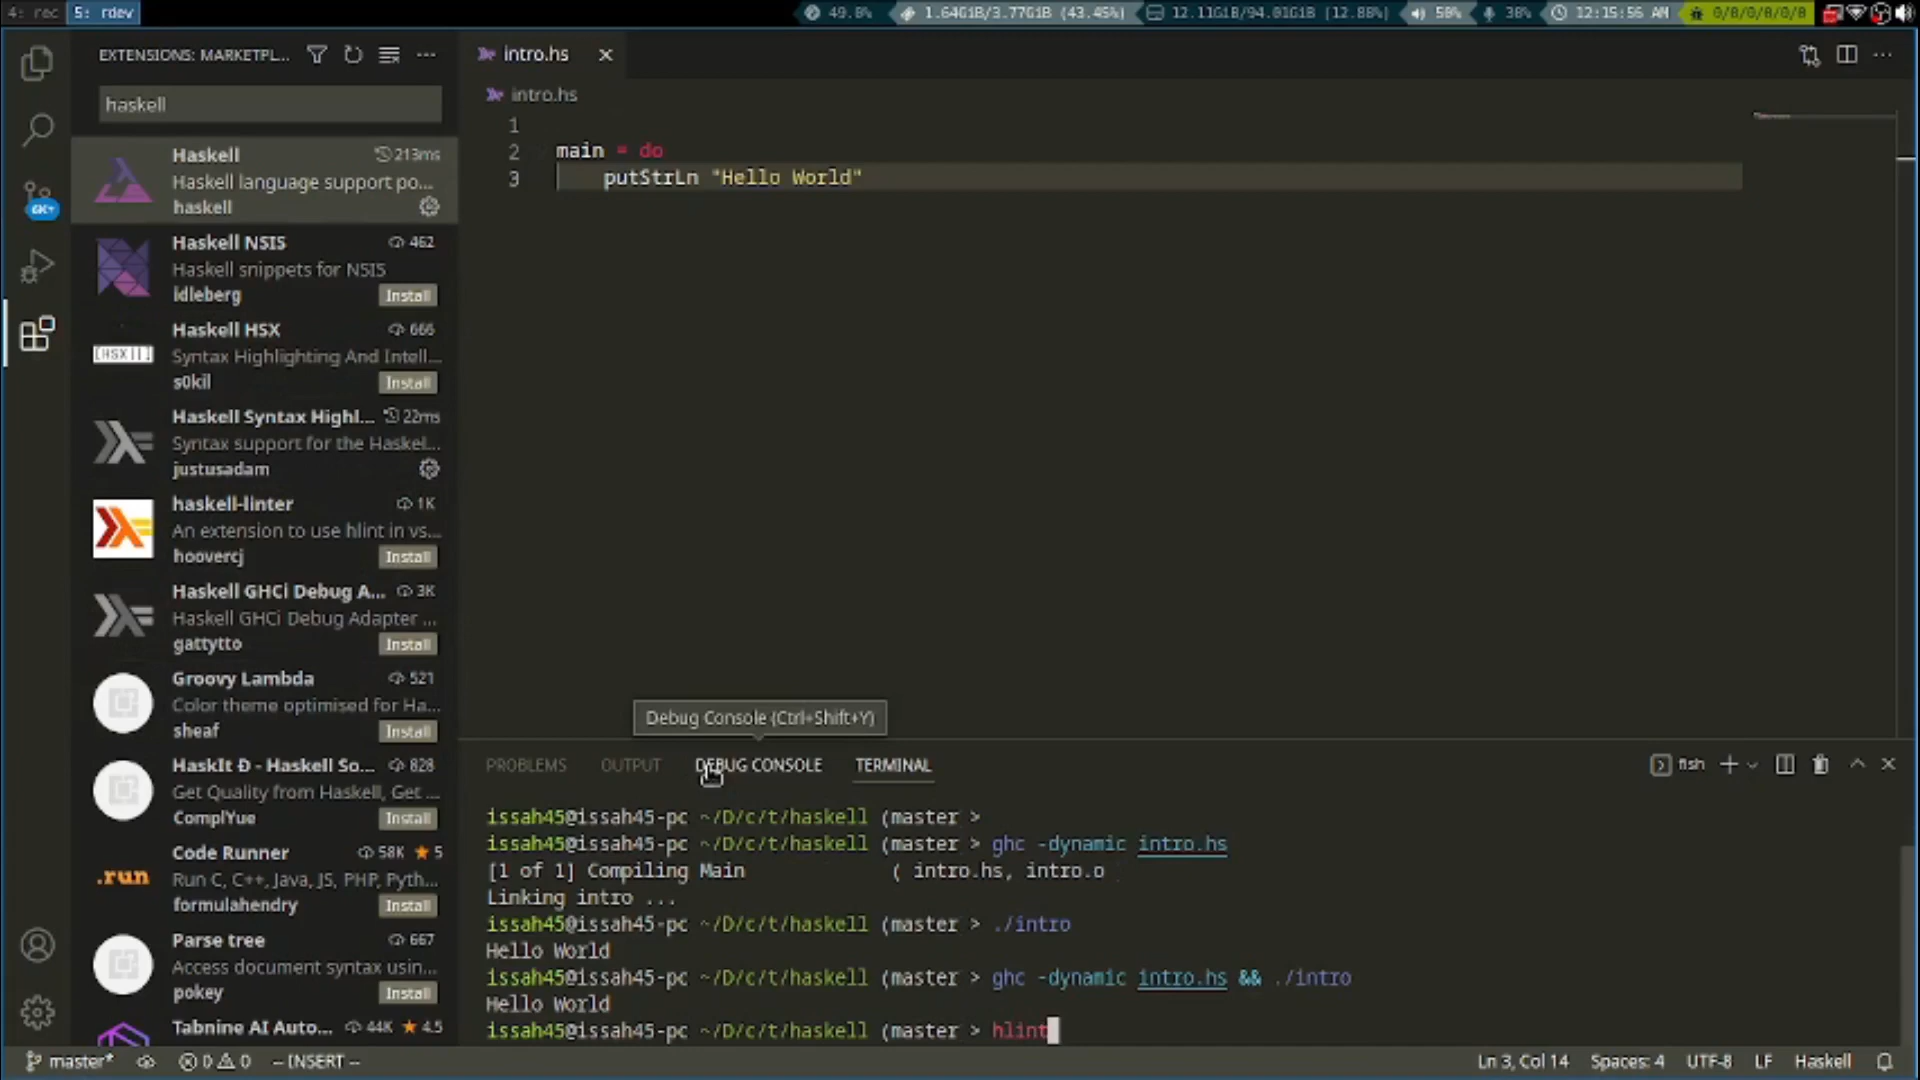 4: rec 5: rdev 49.8% 1.64GiB/3.77GiB (43.45%) 12.11GiB/94.01GiB (12.88%) 50% 30% 12:15:56 AM 0/0/0/0/0
EXTENSIONS: MARKETPL...
haskell
Haskell 213ms
Haskell language support po...
haskell
Haskell NSIS 462
Haskell snippets for NSIS
idleberg Install
Haskell HSX 666
[HSX||] Syntax Highlighting And Intell...
s0kil Install
Haskell Syntax Highl... 22ms
Syntax support for the Haskel...
justusadam
haskell-linter 1K
An extension to use hlint in vs...
hoovercj Install
Haskell GHCi Debug A... 3K
Haskell GHCi Debug Adapter ...
gattytto Install
Groovy Lambda 521
Color theme optimised for Ha...
sheaf Install
HaskIt Đ - Haskell So... 828
Get Quality from Haskell, Get ...
ComplYue Install
Code Runner 58K ★ 5
.run Run C, C++, Java, JS, PHP, Pyth...
formulahendry Install
Parse tree 667
Access document syntax usin...
pokey Install
Tabnine AI Auto... 44K ★ 4.5
6K+
intro.hs
intro.hs
1
2 main = do
3 putStrLn "Hello World"
Debug Console (Ctrl+Shift+Y)
PROBLEMS OUTPUT DEBUG CONSOLE TERMINAL fish
issah45@issah45-pc ~/D/c/t/haskell (master >
issah45@issah45-pc ~/D/c/t/haskell (master > ghc -dynamic intro.hs
[1 of 1] Compiling Main ( intro.hs, intro.o
Linking intro ...
issah45@issah45-pc ~/D/c/t/haskell (master > ./intro
Hello World
issah45@issah45-pc ~/D/c/t/haskell (master > ghc -dynamic intro.hs && ./intro
Hello World
issah45@issah45-pc ~/D/c/t/haskell (master > hlint
master* 0 0 -- INSERT -- Ln 3, Col 14 Spaces: 4 UTF-8 LF Haskell